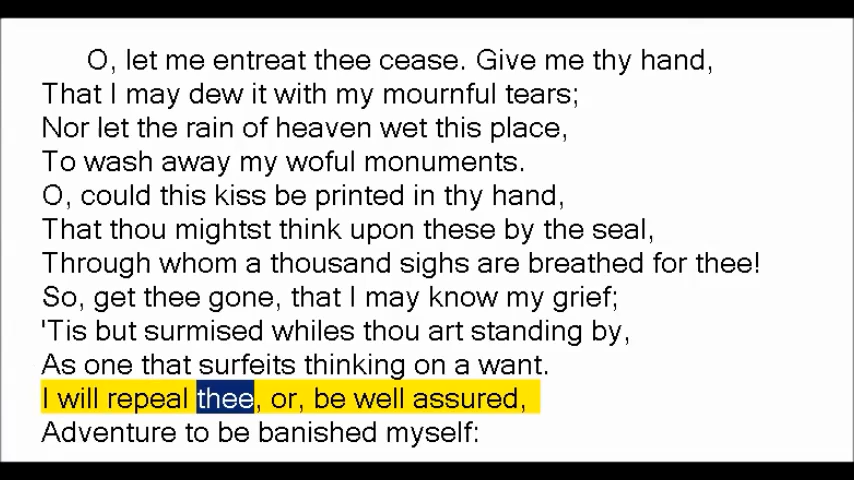 O, let me entreat thee cease. Give me thy hand,
That I may dew it with my mournful tears;
Nor let the rain of heaven wet this place,
To wash away my woful monuments.
O, could this kiss be printed in thy hand,
That thou mightst think upon these by the seal,
Through whom a thousand sighs are breathed for thee!
So, get thee gone, that I may know my grief;
'Tis but surmised whiles thou art standing by,
As one that surfeits thinking on a want.
I will repeal thee, or, be well assured,
Adventure to be banished myself: